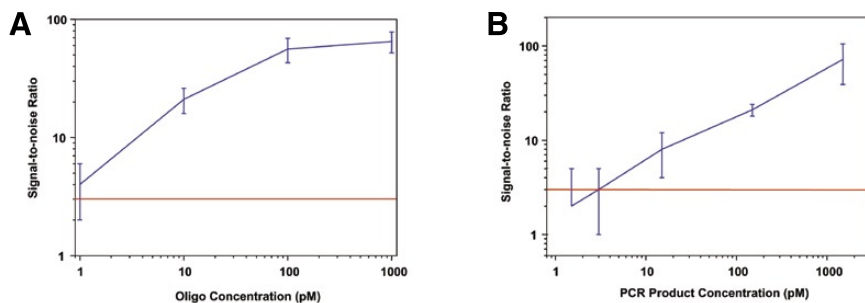 A
Signal-to-noise Ratio
100
10
1
1 10 100 1000
Oligo Concentration (pM)
B
Signal-to-noise Ratio
100
10
1
1 10 100 1000
PCR Product Concentration (pM)